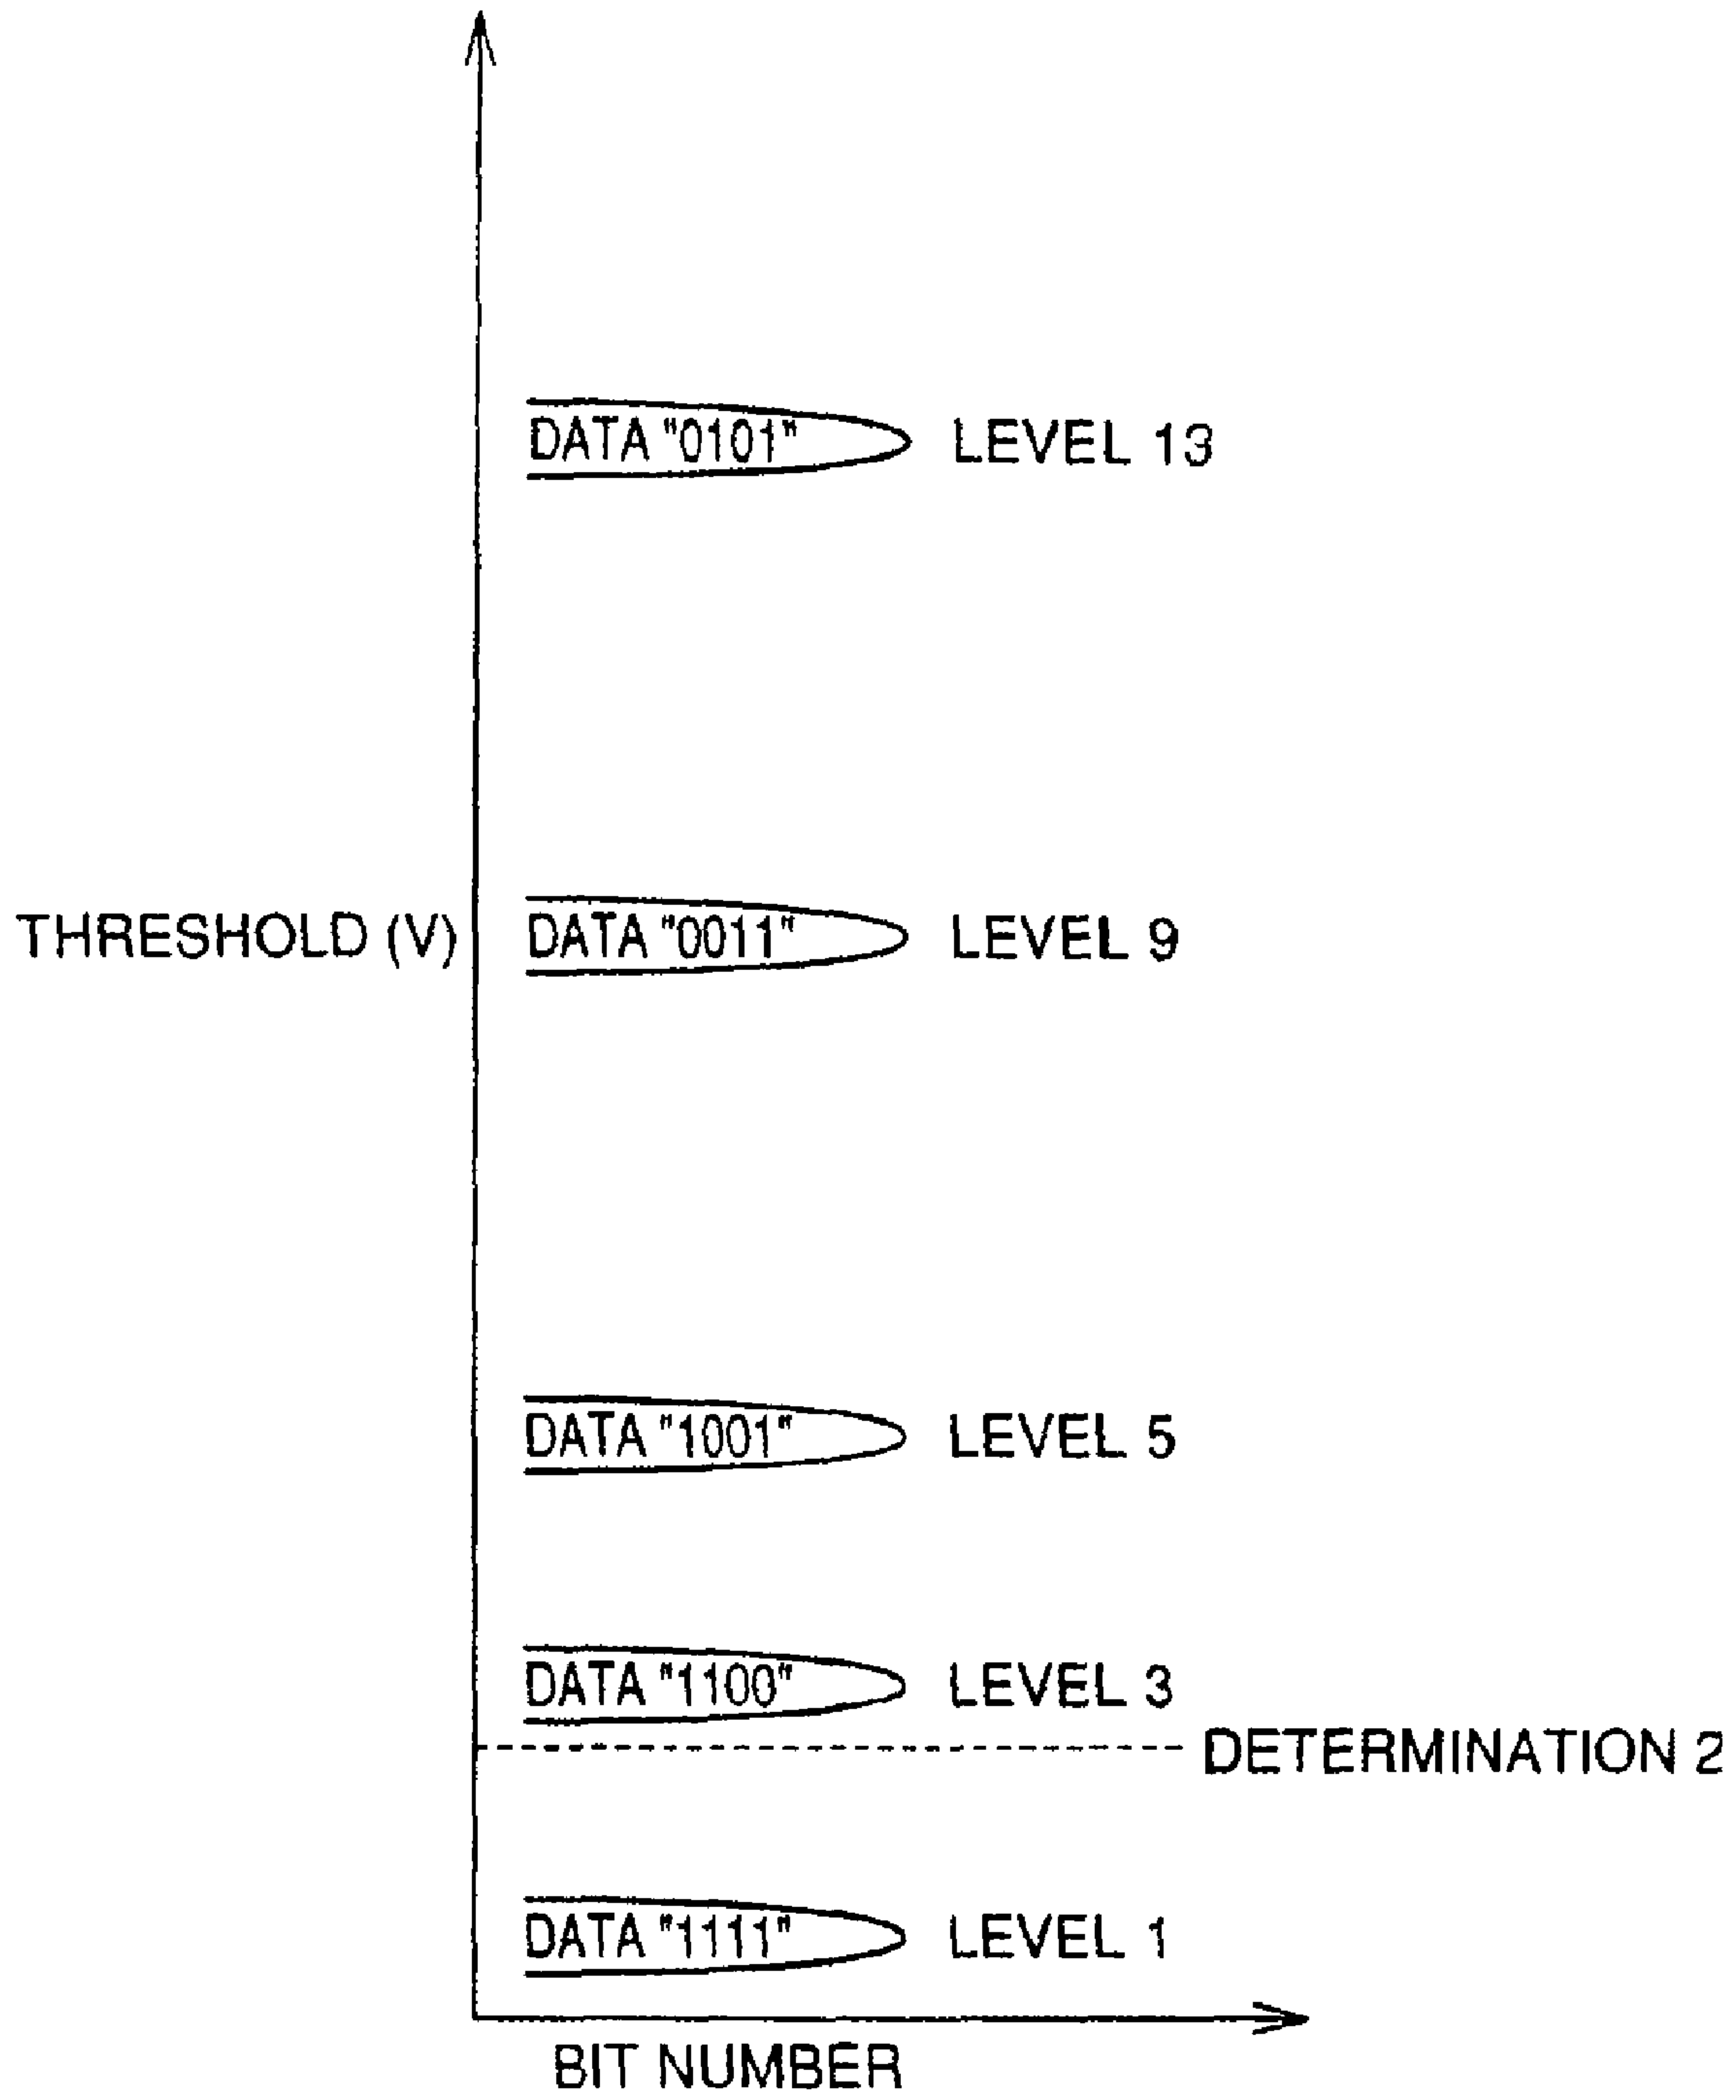 DATA "0101" LEVEL 13
THRESHOLD (V) DATA "0011" LEVEL 9
DATA "1001" LEVEL 5
DATA "1100" LEVEL 3
DETERMINATION 2
DATA "1111" LEVEL 1
BIT NUMBER